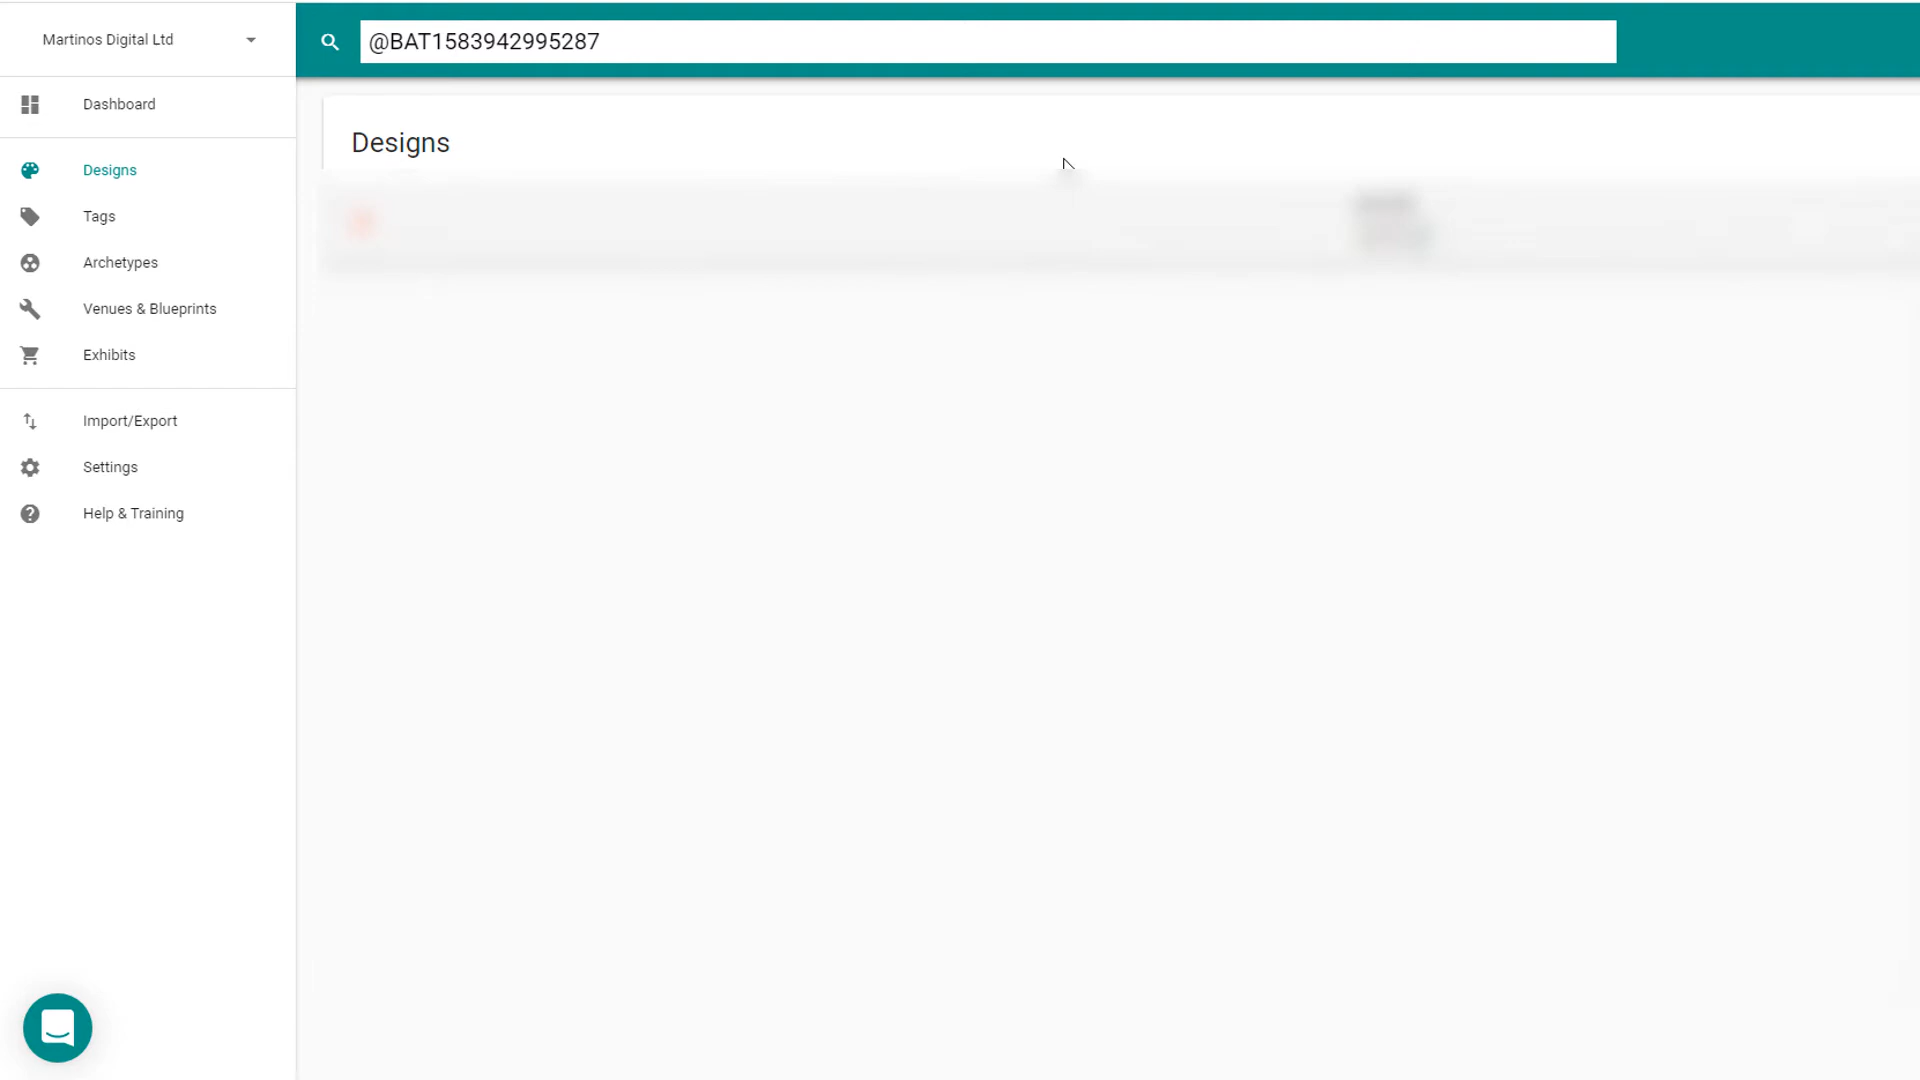 Martinos Digital Ltd
@BAT1583942995287
Dashboard
Designs
Designs
Tags
Archetypes
Venues & Blueprints
Exhibits
Import/Export
Settings
Help & Training